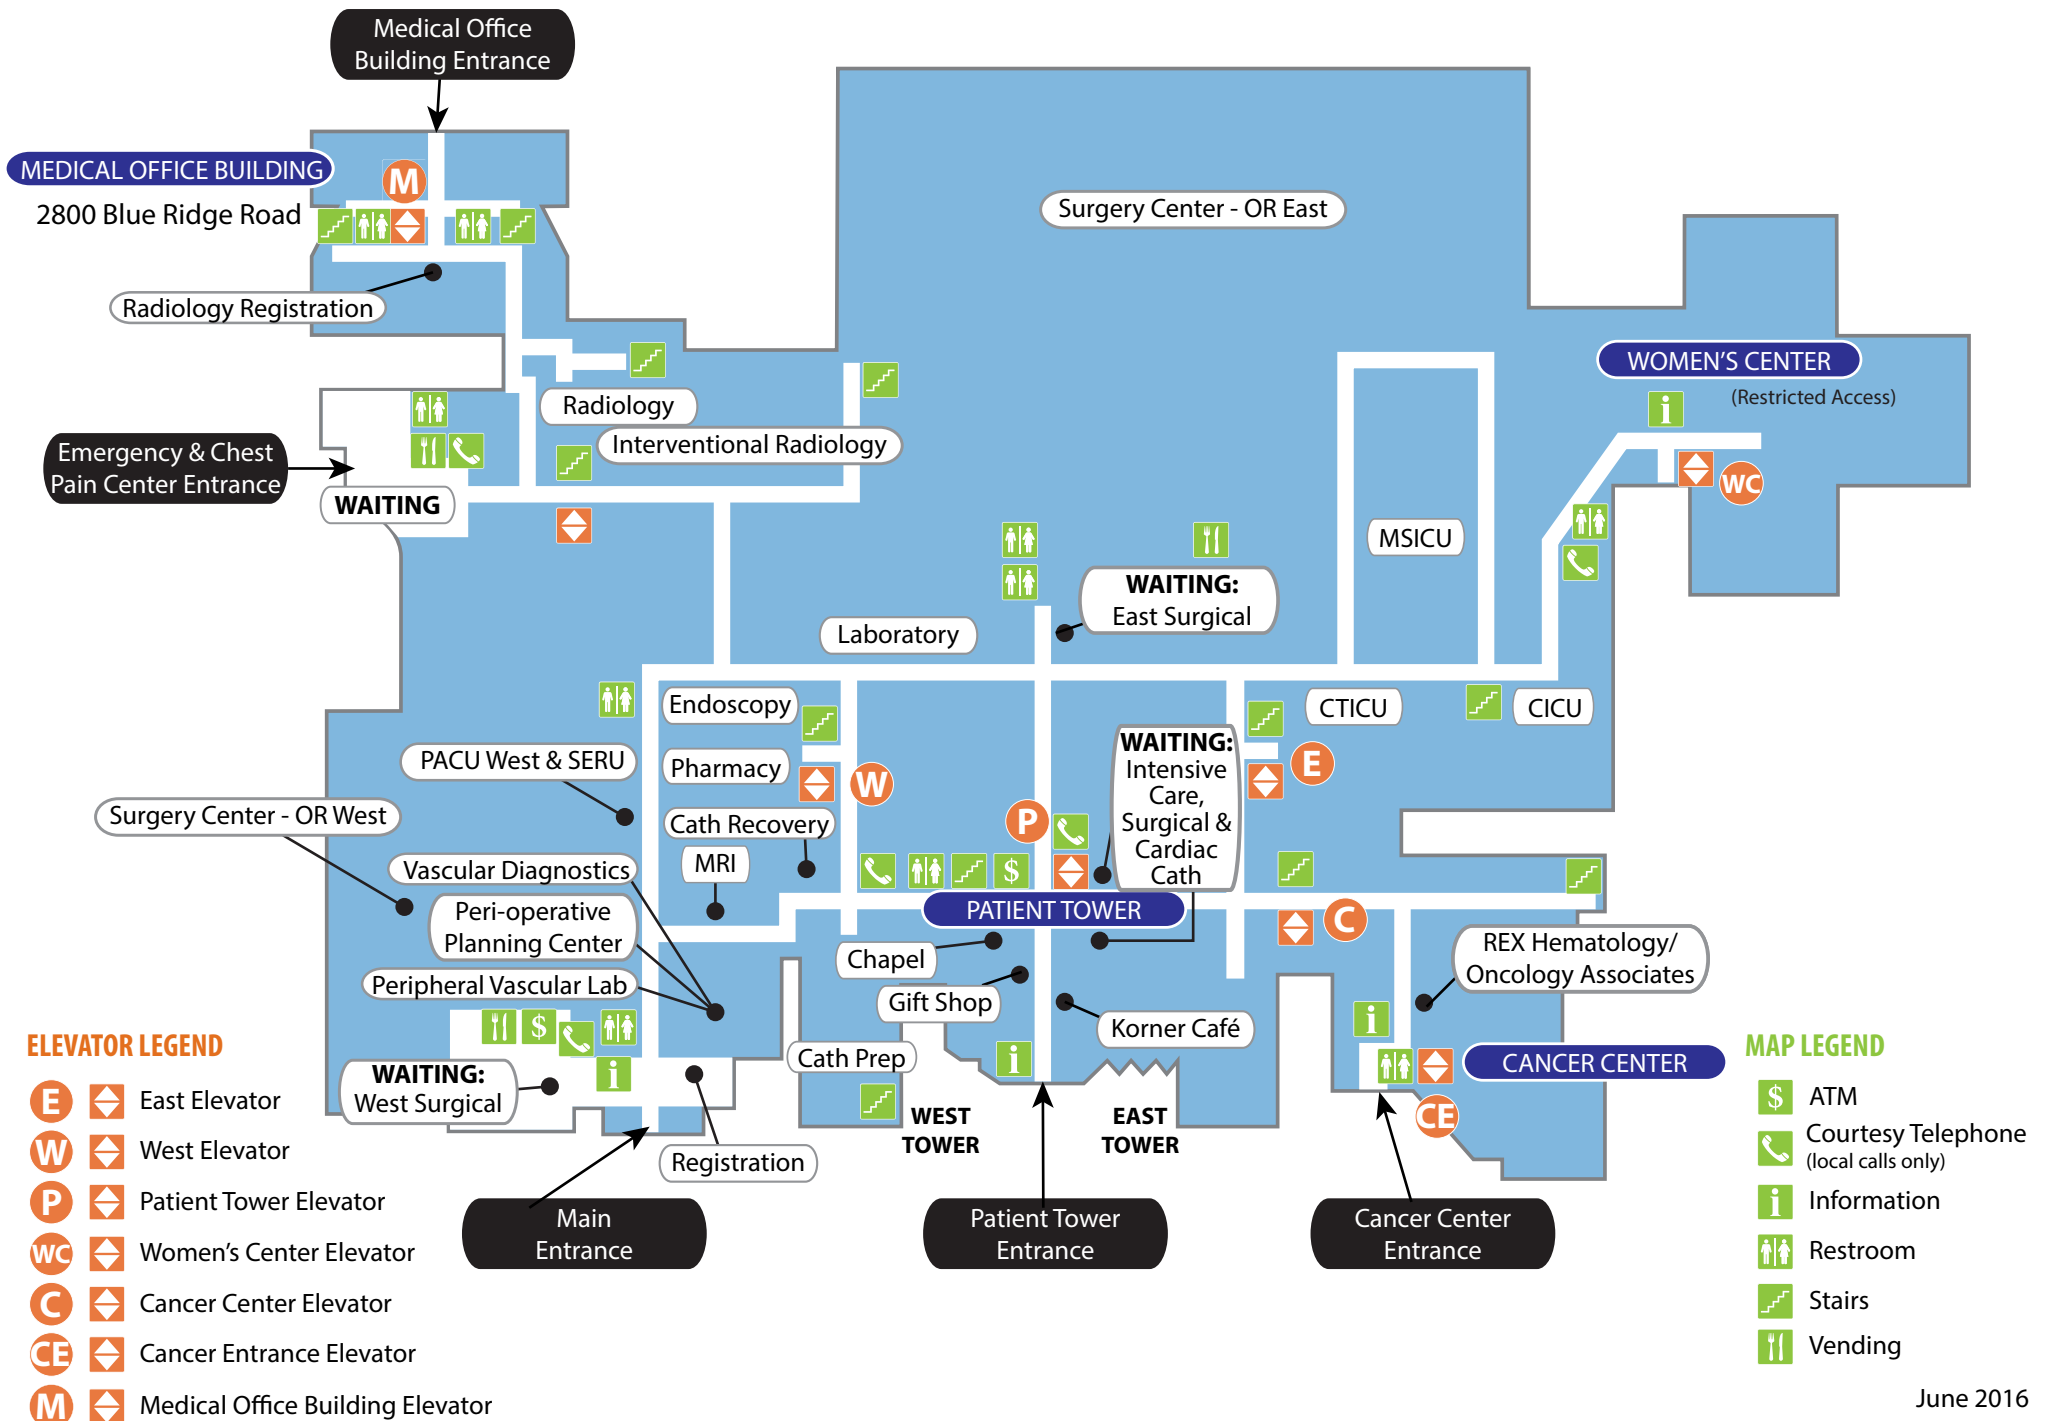 Medical Office
Building Entrance
MEDICAL OFFICE BUILDING
M
2800 Blue Ridge Road
Surgery Center - OR East
Radiology Registration
WOMEN'S CENTER
(Restricted Access)
i
Radiology
Interventional Radiology
Emergency & Chest
Pain Center Entrance
WAITING
WC
MSICU
WAITING:
East Surgical
Laboratory
Endoscopy
CTICU
CICU
PACU West & SERU
Pharmacy
W
WAITING:
Intensive
Care,
Surgical &
Cardiac
Cath
E
Surgery Center - OR West
Cath Recovery
P
MRI
Vascular Diagnostics
$
Peri-operative
Planning Center
PATIENT TOWER
C
Chapel
REX Hematology/
Oncology Associates
Peripheral Vascular Lab
Gift Shop
Korner Café
$
i
i
i
Cath Prep
CANCER CENTER
WAITING:
West Surgical
WEST
TOWER
EAST
TOWER
CE
Registration
Main
Entrance
Patient Tower
Entrance
Cancer Center
Entrance
ELEVATOR LEGEND
E East Elevator
W West Elevator
P Patient Tower Elevator
WC Women's Center Elevator
C Cancer Center Elevator
CE Cancer Entrance Elevator
M Medical Office Building Elevator
MAP LEGEND
$ ATM
Courtesy Telephone
(local calls only)
i Information
Restroom
Stairs
Vending
June 2016